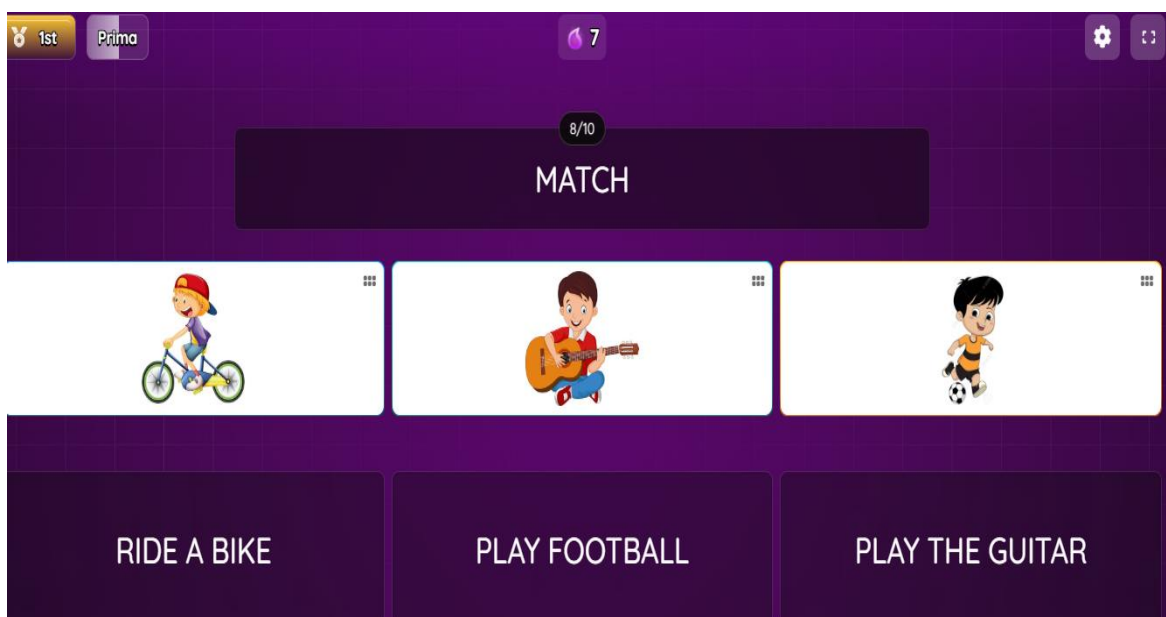 1st
Prima
7
8/10
MATCH
RIDE A BIKE
PLAY FOOTBALL
PLAY THE GUITAR